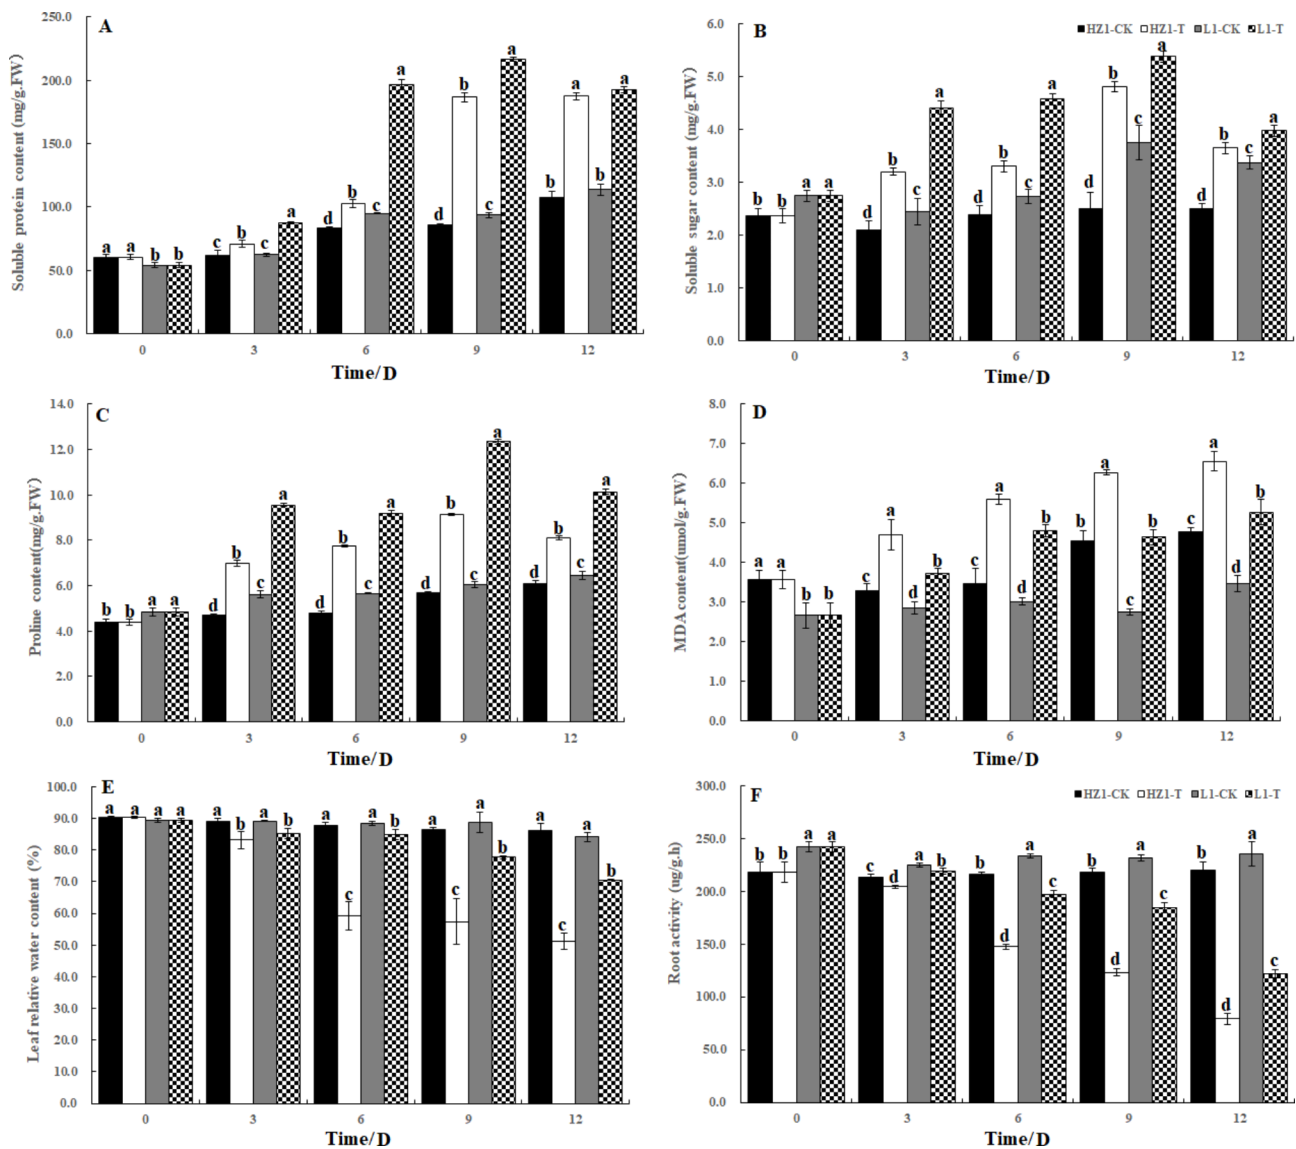 A
Soluble protein content (mg/g.FW)
250.0
200.0
150.0
100.0
50.0
0.0
a a b b
c b c a
d b c a
d b c a
b a b a
0 3 6 9 12
Time/D
B
HZ1-CK HZ1-T L1-CK L1-T
Soluble sugar content (mg/g.FW)
6.0
5.0
4.0
3.0
2.0
1.0
0.0
b b a a
d b c a
d b c a
d b c a
d b c a
0 3 6 9 12
Time/D
C
Proline content(mg/g.FW)
14.0
12.0
10.0
8.0
6.0
4.0
2.0
0.0
b b a a
d b c a
d b c a
d b c a
d b c a
0 3 6 9 12
Time/D
D
MDA content(umol/g.FW)
8.0
7.0
6.0
5.0
4.0
3.0
2.0
1.0
0.0
a a b b
c a c b
c a c b
b a c b
c a d b
0 3 6 9 12
Time/D
E
Leaf relative water content (%)
100.0
90.0
80.0
70.0
60.0
50.0
40.0
30.0
20.0
10.0
0.0
a a a a
a b a b
a c a b
a c a b
a c a b
0 3 6 9 12
Time/D
F
HZ1-CK HZ1-T L1-CK L1-T
Root activity (ug/g.h)
300.0
250.0
200.0
150.0
100.0
50.0
0.0
b b a a
c d a b
b d a c
b d a c
b d a c
0 3 6 9 12
Time/D